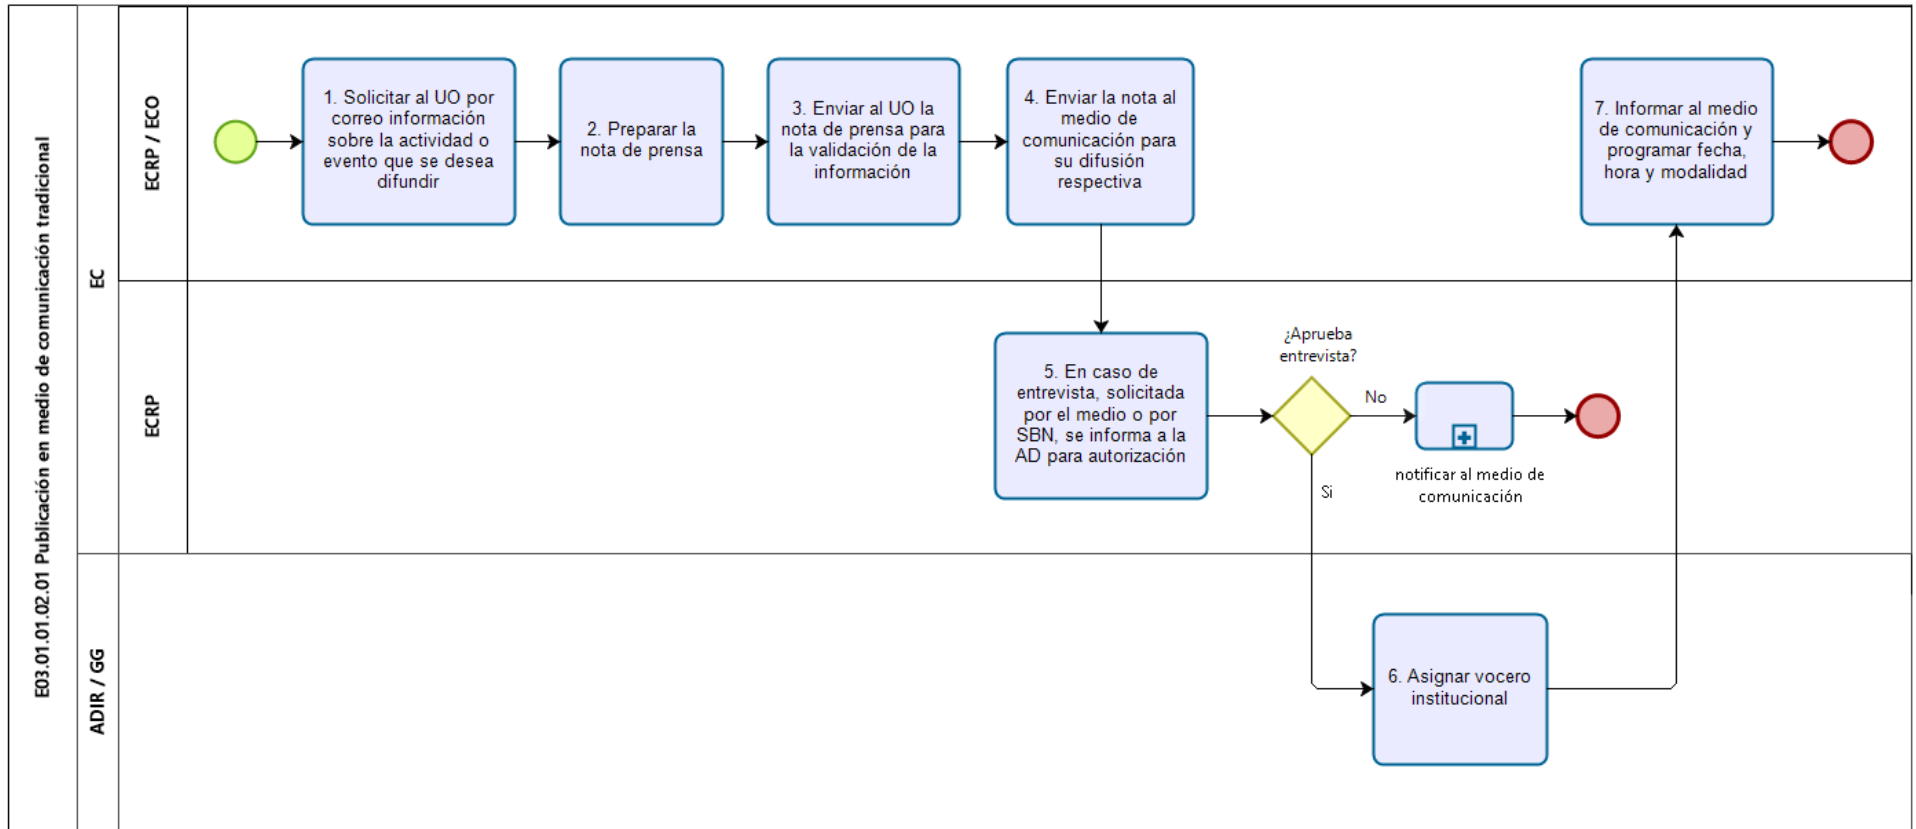 E03.01.01.02.01 Publicación en medio de comunicación tradicional
EC
ECRP / ECO
1. Solicitar al UO por
correo información
sobre la actividad o
evento que se desea
difundir
2. Preparar la
nota de prensa
3. Enviar al UO la
nota de prensa para
la validación de la
información
4. Enviar la nota al
medio de
comunicación para
su difusión
respectiva
7. Informar al medio
de comunicación y
programar fecha,
hora y modalidad
ECRP
5. En caso de
entrevista, solicitada
por el medio o por
SBN, se informa a la
AD para autorización
¿Aprueba
entrevista?
No
Si
notificar al medio de
comunicación
ADIR / GG
6. Asignar vocero
institucional